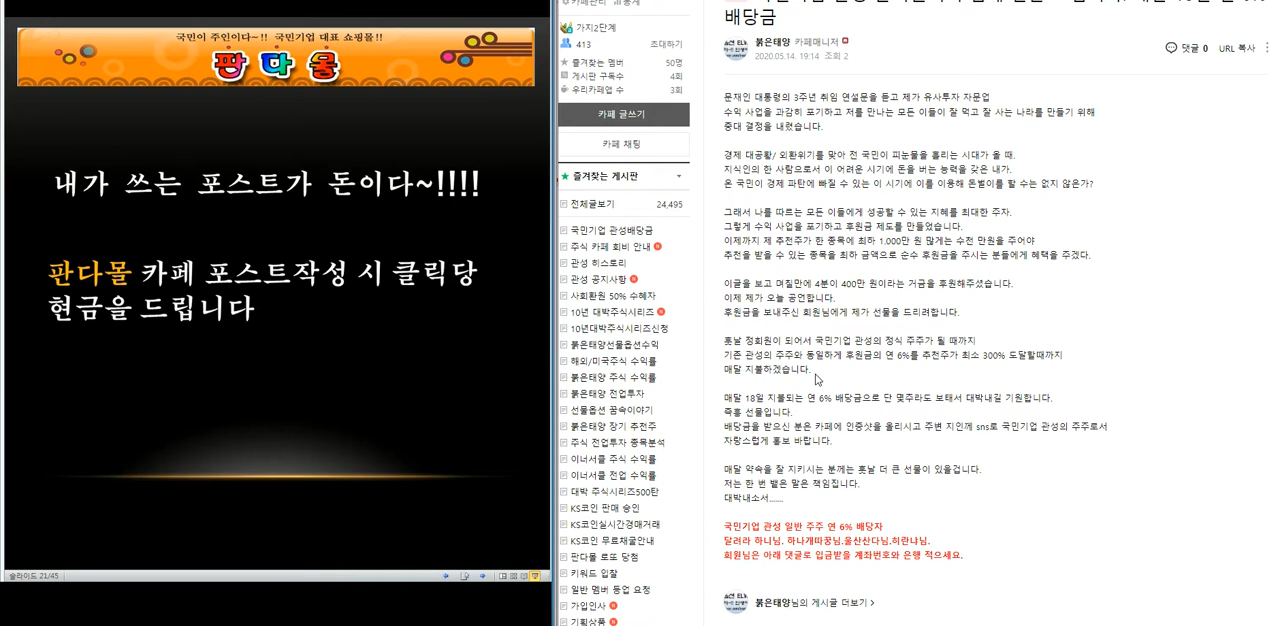 국민이 주인이다~!! 국민기업 대표 쇼핑몰!!
판다몰
내가 쓰는 포스트가 돈이다~!!!!
판다몰 카페 포스트작성 시 클릭당
현금을 드립니다
슬라이드 21/45
카페관리 통계
가지2단계
413 초대하기
즐겨찾는 멤버 50명
게시판 구독수 4회
우리카페앱 수 3회
카페 글쓰기
카페 채팅
즐겨찾는 게시판
전체글보기 24,495
국민기업 관성배당금
주식 카페 회비 안내
관성 히스토리
관성 공지사항
사회환원 50% 수혜자
10년 대박주식시리즈
10년대박주식시리즈신청
붉은태양선물옵션수익
해외/미국주식 수익률
붉은태양 주식 수익률
붉은태양 전업투자
선물옵션 꿈속이야기
붉은태양 장기 추천주
주식 전업투자 종목분석
이너서클 주식 수익률
이너서클 전업 수익률
대박 주식시리즈500탄
KS코인 판매 승인
KS코인실시간경매거래
KS코인 무료채굴안내
판다몰 로또 당첨
키워드 입찰
일반 멤버 등업 요청
가입인사
기획상품
배당금
붉은태양 카페매니저
2020.05.14. 19:14 조회 2
댓글 0 URL 복사
문재인 대통령의 3주년 취임 연설문을 듣고 제가 유사투자 자문업
수익 사업을 과감히 포기하고 저를 만나는 모든 이들이 잘 먹고 잘 사는 나라를 만들기 위해
중대 결정을 내렸습니다.
경제 대공황/ 외환위기를 맞아 전 국민이 피눈물을 흘리는 시대가 올 때.
지식인의 한 사람으로서 이 어려운 시기에 돈을 버는 능력을 갖은 내가.
온 국민이 경제 파탄에 빠질 수 있는 이 시기에 이를 이용해 돈벌이를 할 수는 없지 않은가?
그래서 나를 따르는 모든 이들에게 성공할 수 있는 지혜를 최대한 주자.
그렇게 수익 사업을 포기하고 후원금 제도를 만들었습니다.
이제까지 제 추천주가 한 종목에 최하 1,000만 원 많게는 수천 만원을 주어야
추천을 받을 수 있는 종목을 최하 금액으로 순수 후원금을 주시는 분들에게 혜택을 주겠다.
이글을 보고 며칠만에 4분이 400만 원이라는 거금을 후원해주셨습니다.
이제 제가 오늘 공언합니다.
후원금을 보내주신 회원님에게 제가 선물을 드리려합니다.
훗날 정회원이 되어서 국민기업 관성의 정식 주주가 될 때까지
기존 관성의 주주와 동일하게 후원금의 연 6%를 추천주가 최소 300% 도달할때까지
매달 지불하겠습니다.
매달 18일 지불되는 연 6% 배당금으로 단 몇주라도 보태서 대박내길 기원합니다.
즉흥 선물입니다.
배당금을 받으신 분은 카페에 인증샷을 올리시고 주변 지인께 sns로 국민기업 관성의 주주로서
자랑스럽게 홍보 바랍니다.
매달 약속을 잘 지키시는 분께는 훗날 더 큰 선물이 있을겁니다.
저는 한 번 뱉은 말은 책임집니다.
대박내소서......
국민기업 관성 일반 주주 연 6% 배당자
달려라 하니님, 하나개따꿍님,울산산다님,히란나님,
회원님은 아래 댓글로 입금받을 계좌번호와 은행 적으세요.
붉은태양님의 게시글 더보기 >